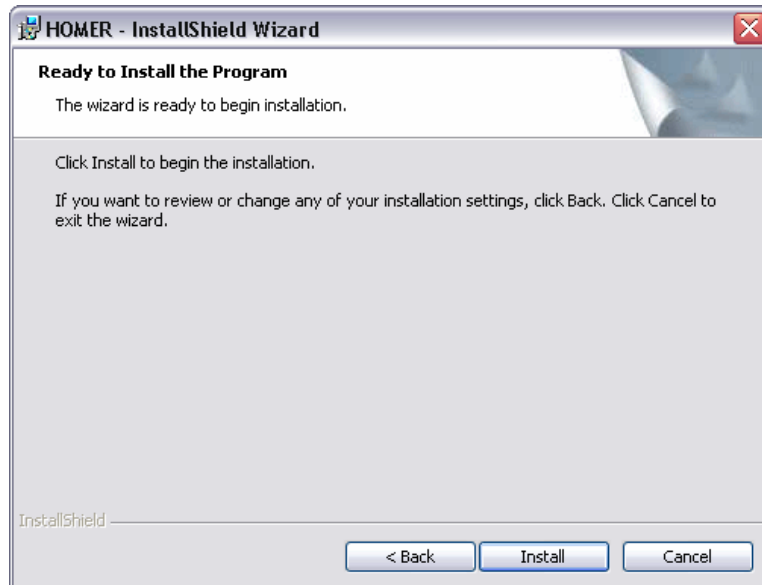 HOMER - InstallShield Wizard
Ready to Install the Program
The wizard is ready to begin installation.
Click Install to begin the installation.
If you want to review or change any of your installation settings, click Back. Click Cancel to
exit the wizard.
InstallShield
< Back Install Cancel